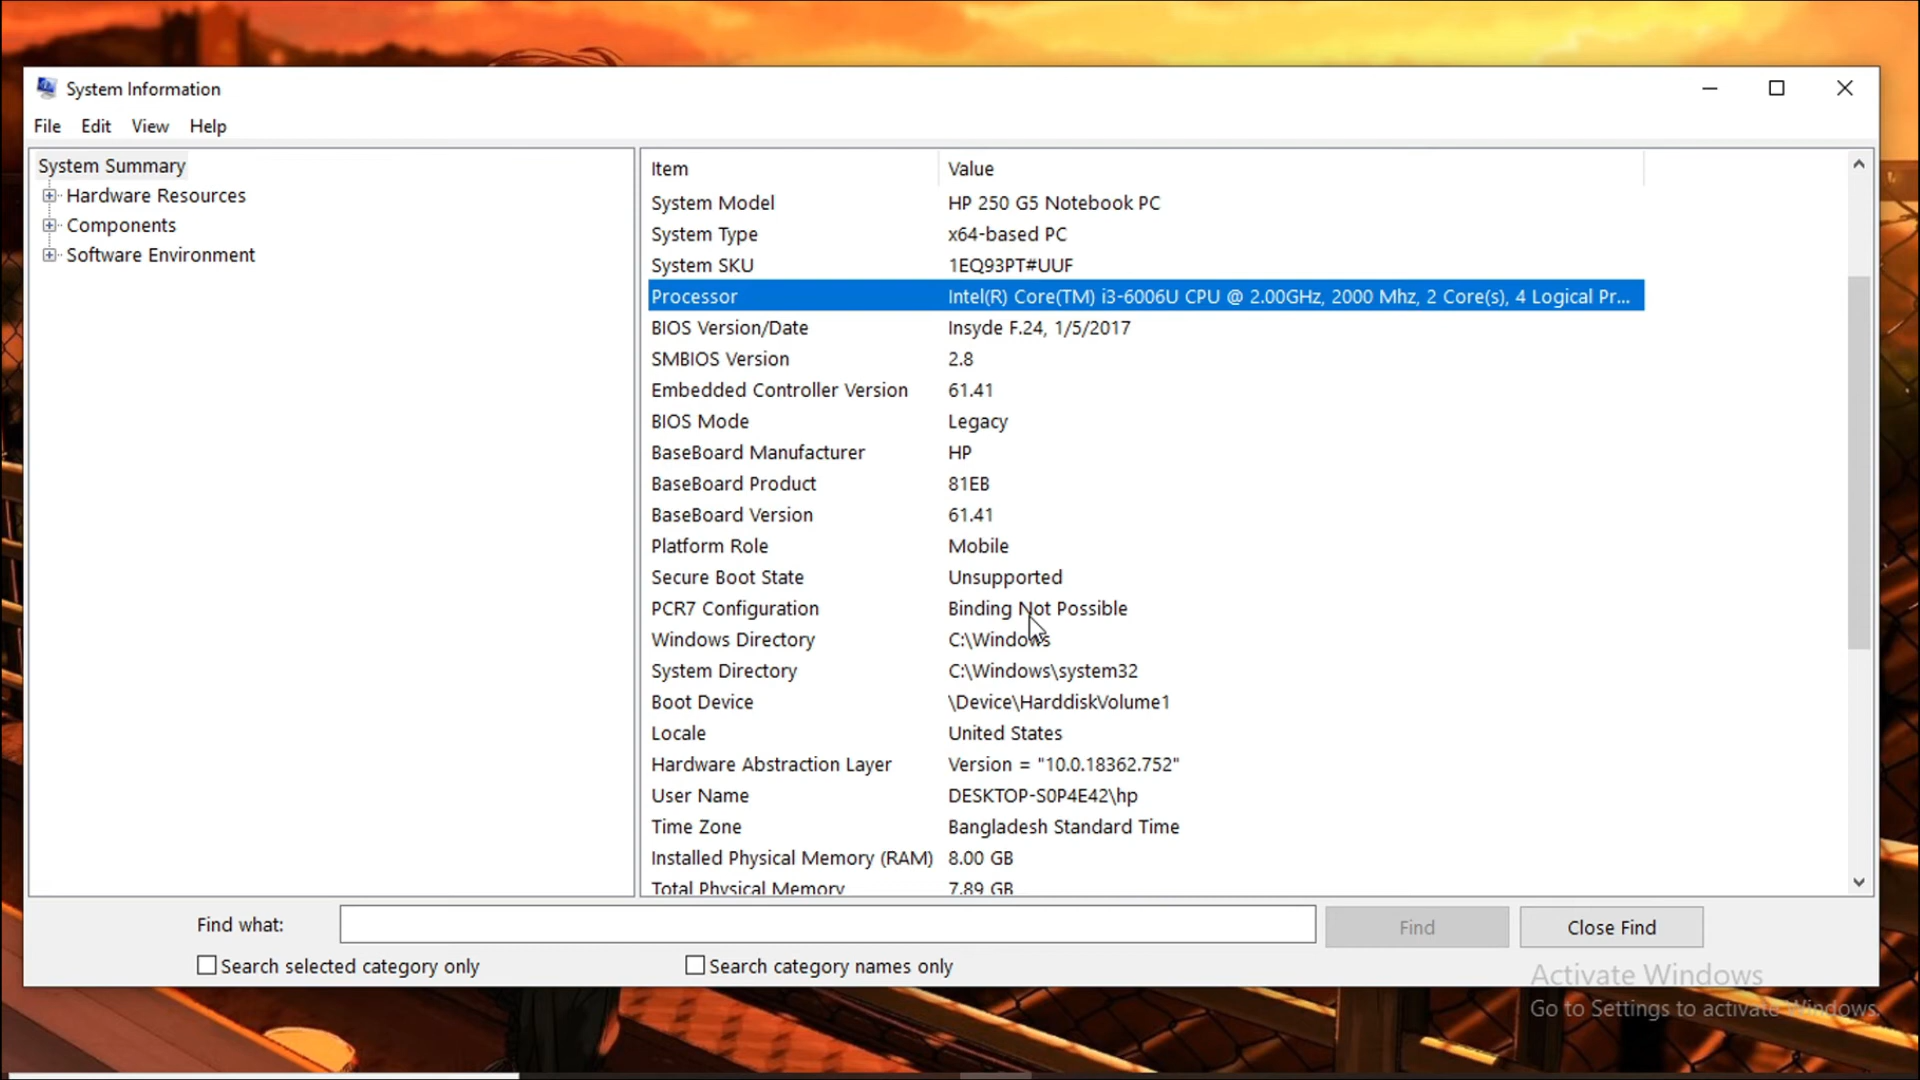 System Information
File Edit View Help
System Summary
Hardware Resources
Components
Software Environment
Item Value
System Model HP 250 G5 Notebook PC
System Type x64-based PC
System SKU 1EQ93PT#UUF
Processor Intel(R) Core(TM) i3-6006U CPU @ 2.00GHz, 2000 Mhz, 2 Core(s), 4 Logical Pr...
BIOS Version/Date Insyde F.24, 1/5/2017
SMBIOS Version 2.8
Embedded Controller Version 61.41
BIOS Mode Legacy
BaseBoard Manufacturer HP
BaseBoard Product 81EB
BaseBoard Version 61.41
Platform Role Mobile
Secure Boot State Unsupported
PCR7 Configuration Binding Not Possible
Windows Directory C:\Windows
System Directory C:\Windows\system32
Boot Device \Device\HarddiskVolume1
Locale United States
Hardware Abstraction Layer Version = "10.0.18362.752"
User Name DESKTOP-S0P4E42\hp
Time Zone Bangladesh Standard Time
Installed Physical Memory (RAM) 8.00 GB
Total Physical Memory 7.89 GB
Find what: Find Close Find
Search selected category only Search category names only
Activate Windows
Go to Settings to activate Windows.